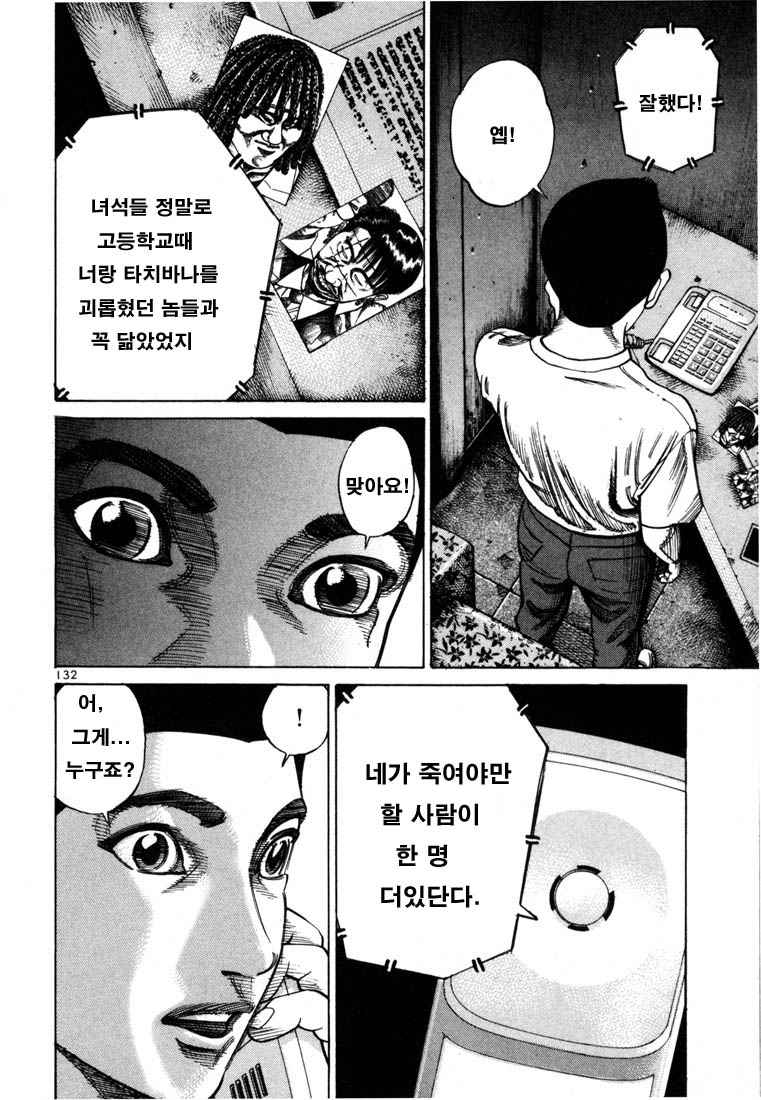 잘했다!
옙!
녀석들 정말로
고등학교때
너랑 타치바나를
괴롭혔던 놈들과
꼭 닮았었지
맞아요!
132
네가 죽여야만
할 사람이
한 명
더있단다.
!
어,
그게...
누구죠?